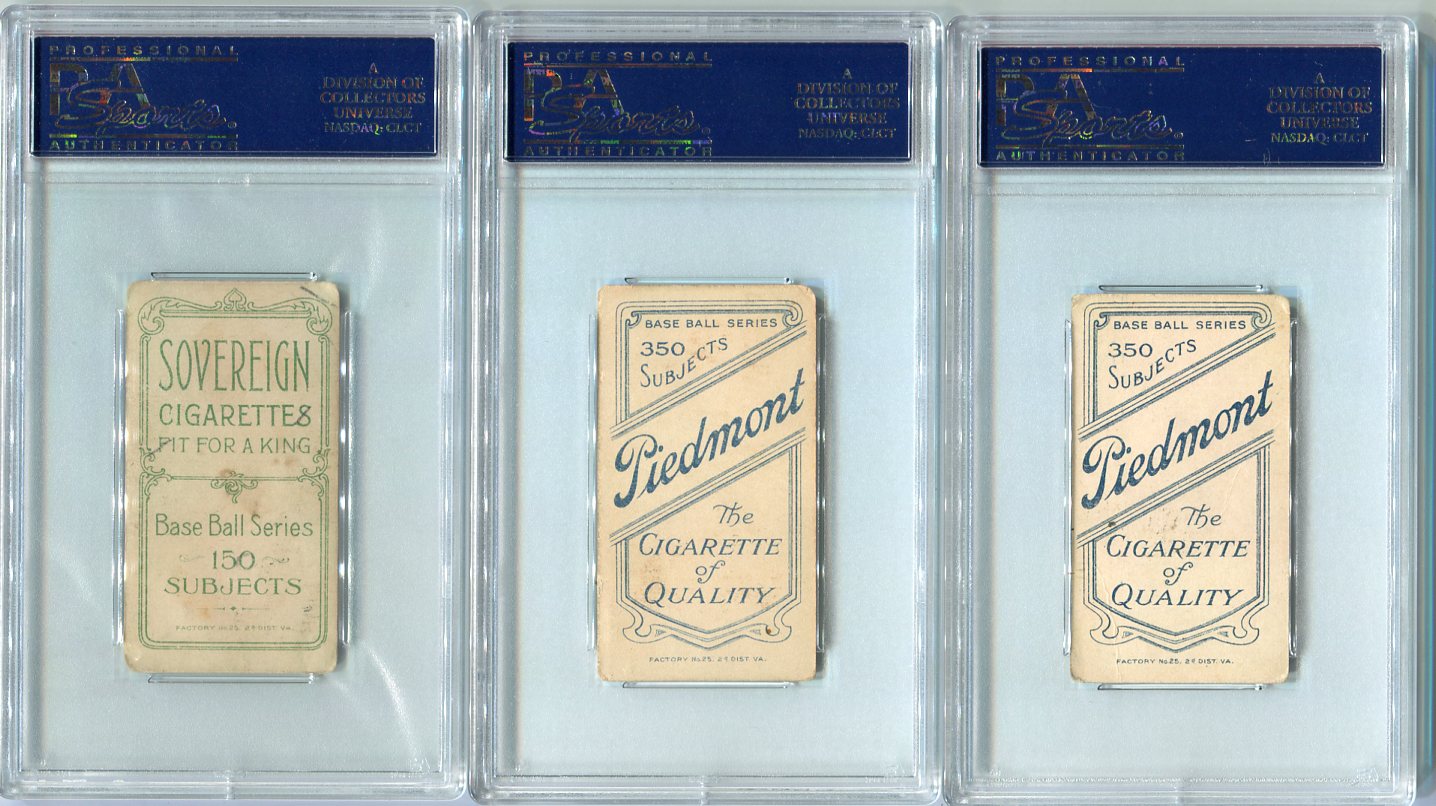 PROFESSIONAL
PSA
Sports.
AUTHENTICATOR
A
DIVISION OF
COLLECTORS
UNIVERSE
NASDAQ: CLCT
SOVEREIGN
CIGARETTES
FIT FOR A KING
Base Ball Series
150
SUBJECTS
FACTORY No 25. 2D DIST. VA.
PROFESSIONAL
PSA
Sports.
AUTHENTICATOR
A
DIVISION OF
COLLECTORS
UNIVERSE
NASDAQ: CLCT
BASE BALL SERIES
350
SUBJECTS
Piedmont
The
CIGARETTE
of
QUALITY
FACTORY No. 25, 2D DIST. VA.
PROFESSIONAL
PSA
Sports.
AUTHENTICATOR
A
DIVISION OF
COLLECTORS
UNIVERSE
NASDAQ: CLCT
BASE BALL SERIES
350
SUBJECTS
Piedmont
The
CIGARETTE
of
QUALITY
FACTORY No. 25, 2D DIST. VA.